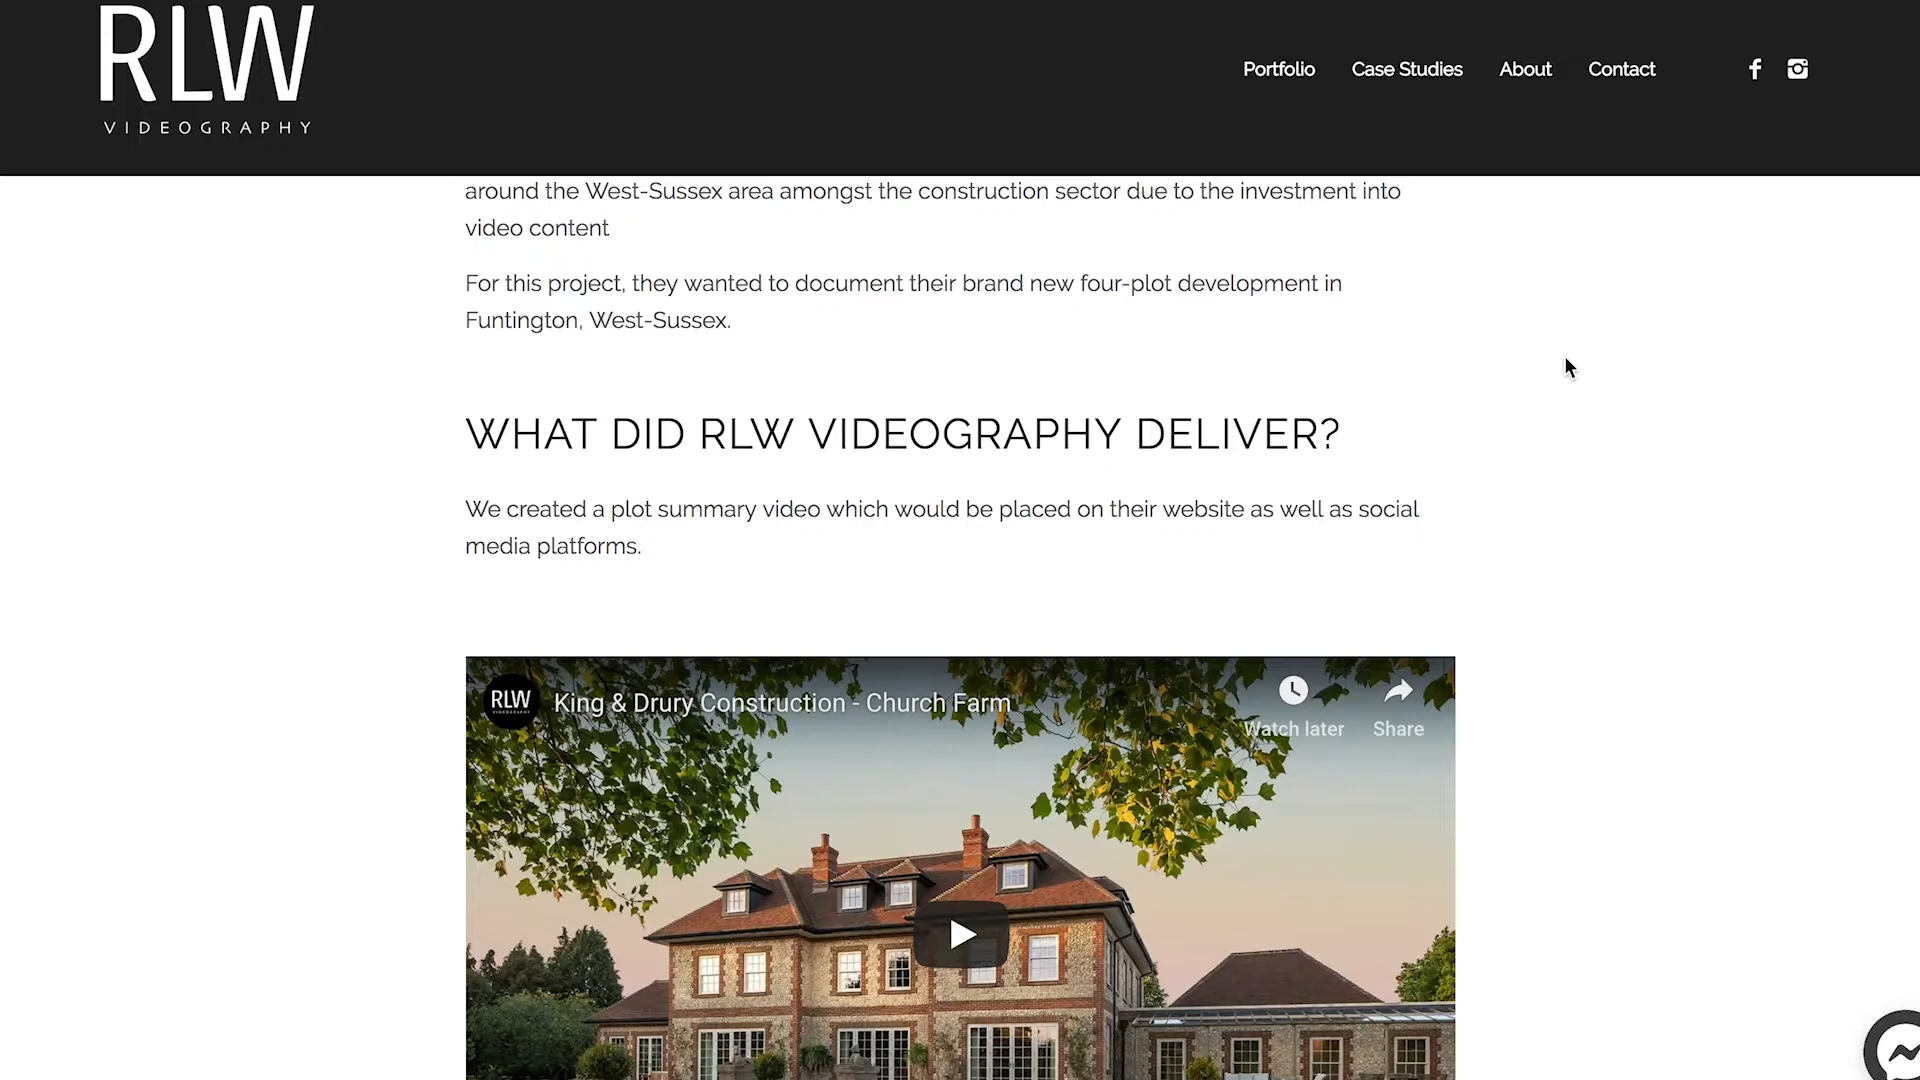 RLW
VIDEOGRAPHY
Portfolio Case Studies About Contact
around the West-Sussex area amongst the construction sector due to the investment into
video content
For this project, they wanted to document their brand new four-plot development in
Funtington, West-Sussex.
WHAT DID RLW VIDEOGRAPHY DELIVER?
We created a plot summary video which would be placed on their website as well as social
media platforms.
RLW
VIDEOGRAPHY
King & Drury Construction - Church Farm
Watch later Share